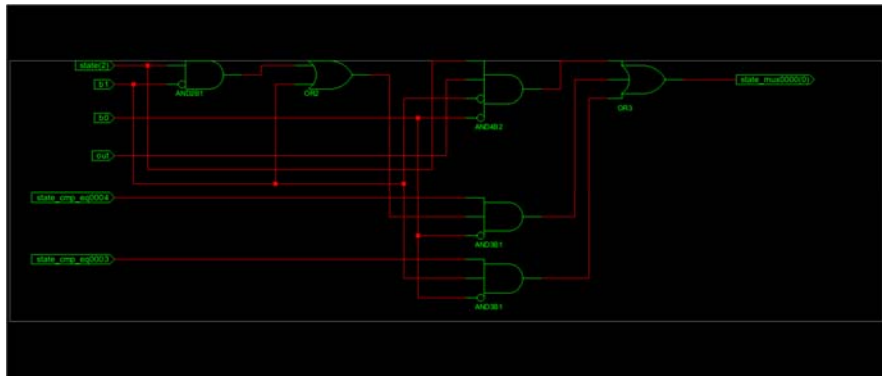 state(2)
b1
AND2B1
OR2
b0
AND4B2
OR3
state_mux0000(0)
out
state_cmp_eq0004
AND3B1
state_cmp_eq0003
AND3B1